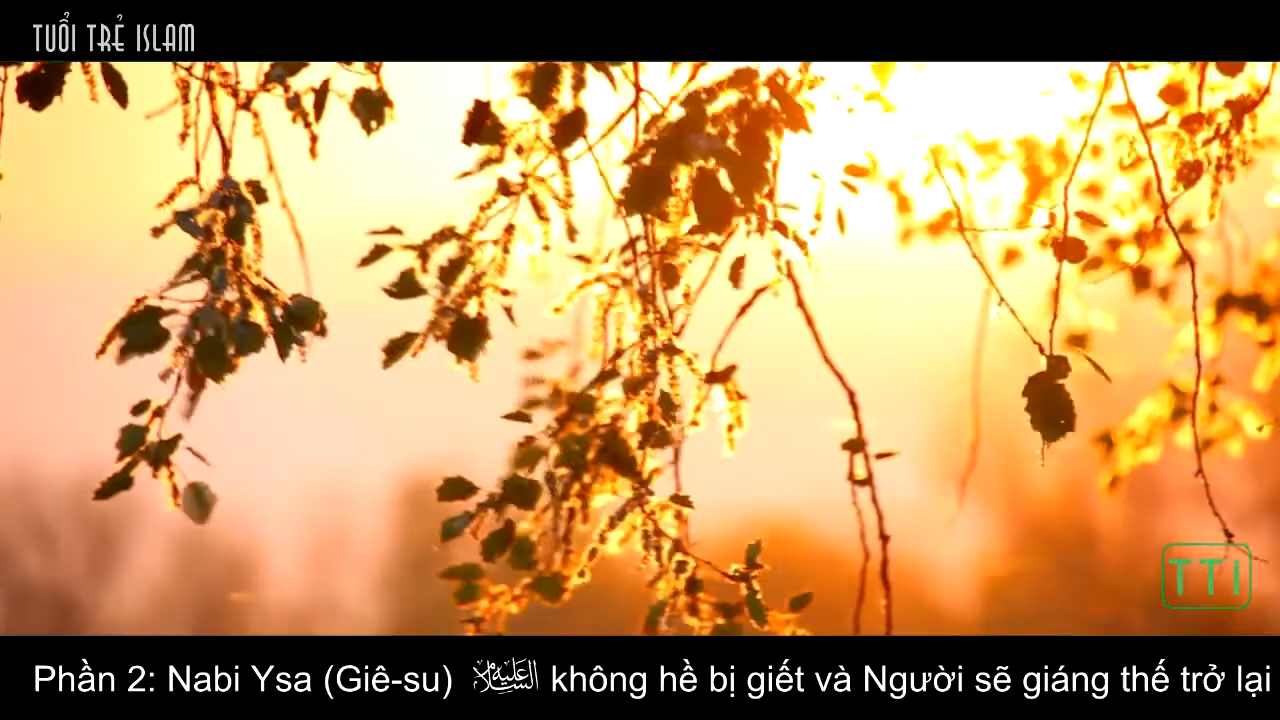 TUỔI TRẺ ISLAM
TTI
Phần 2: Nabi Ysa (Giê-su) عليه السلام không hề bị giết và Người sẽ giáng thế trở lại